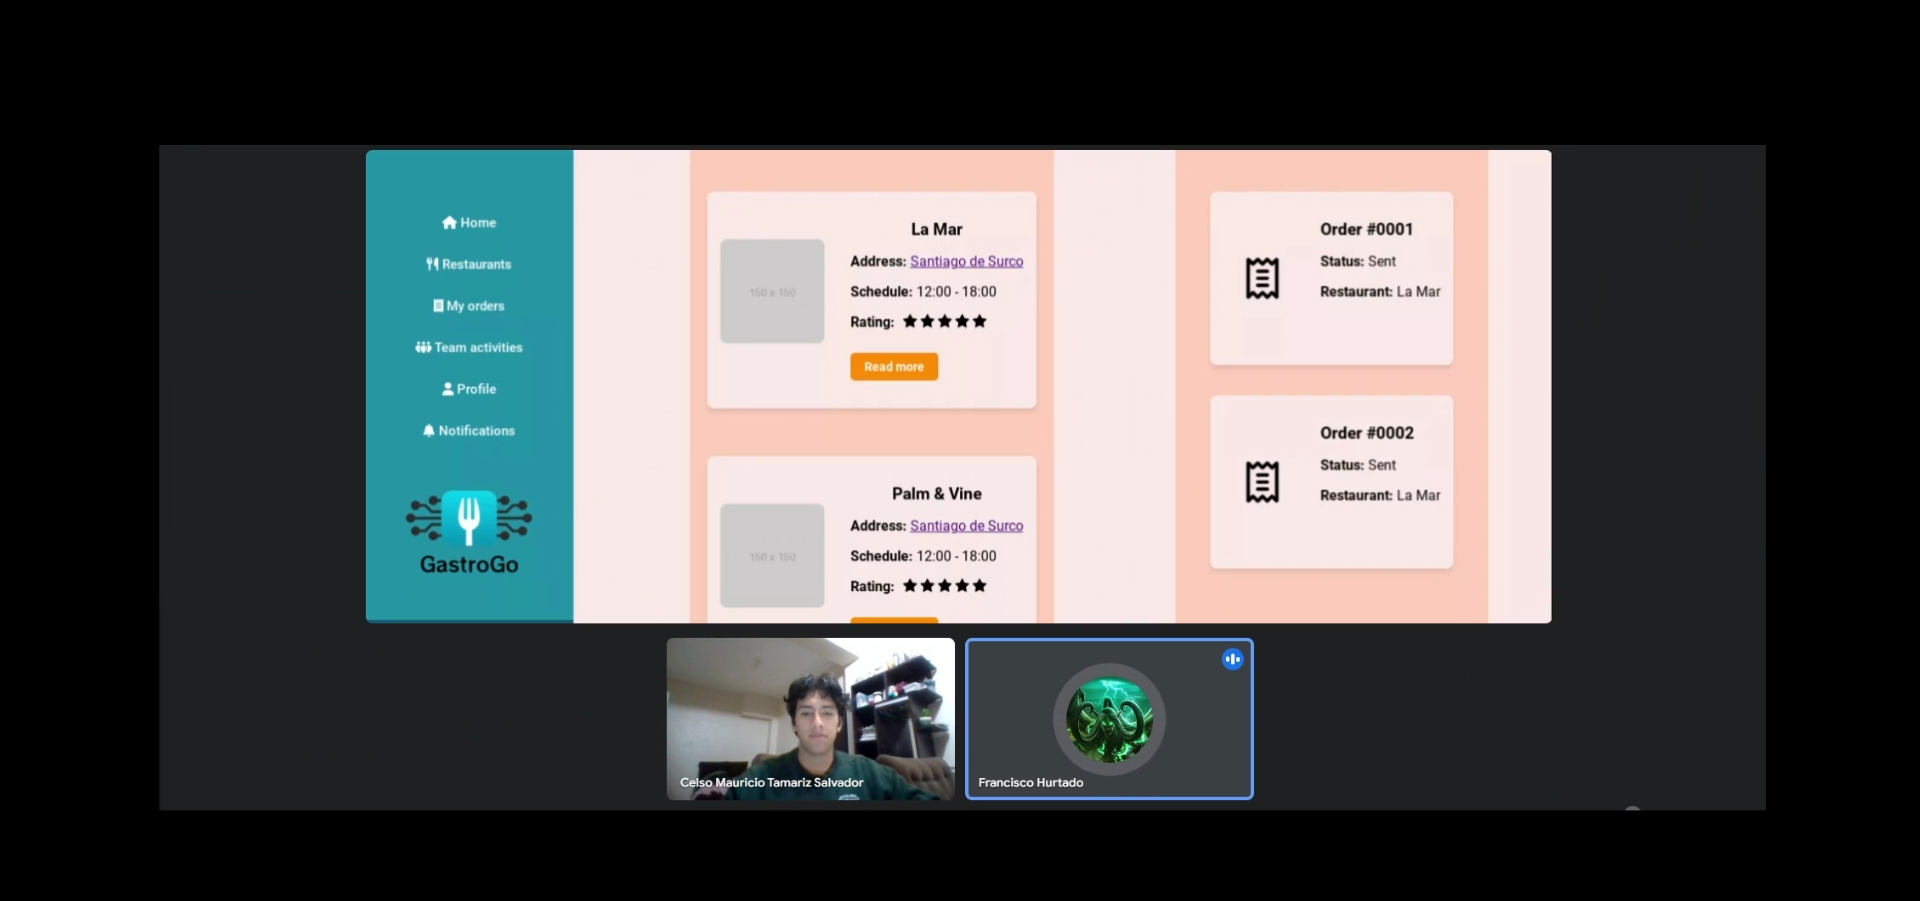 Home
Restaurants
My orders
Team activities
Profile
Notifications
GastroGo
La Mar
150 x 150
Address: Santiago de Surco
Schedule: 12:00 - 18:00
Rating:
Read more
Palm & Vine
150 x 150
Address: Santiago de Surco
Schedule: 12:00 - 18:00
Rating:
Order #0001
Status: Sent
Restaurant: La Mar
Order #0002
Status: Sent
Restaurant: La Mar
Celso Mauricio Tamariz Salvador
Francisco Hurtado